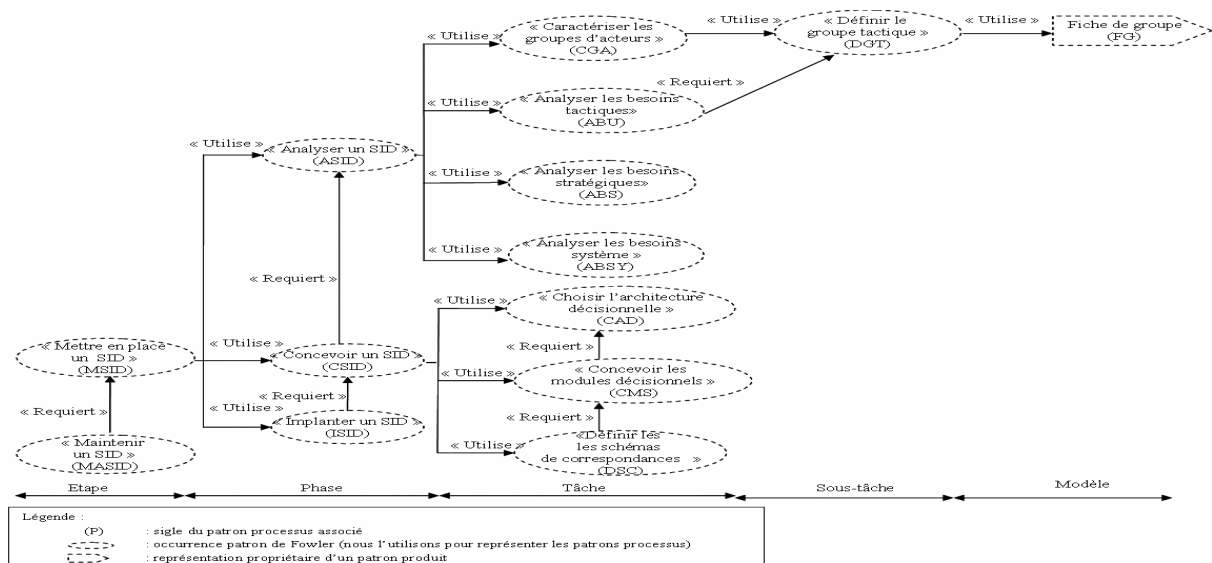 « Utilise »
« Caractériser les
groupes d'acteurs »
(CGA)
« Utilise »
« Définir le
groupe tactique »
(DGT)
« Utilise »
Fiche de groupe
(FG)
« Requiert »
« Utilise »
« Analyser les besoins
tactiques»
(ABU)
« Utilise »
« Analyser un SID »
(ASID)
« Utilise »
« Analyser les besoins
stratégiques»
(ABS)
« Utilise »
« Analyser les besoins
système »
(ABSY)
« Requiert »
« Utilise »
« Choisir l'architecture
décisionnelle »
(CAD)
« Requiert »
« Mettre en place
un SID »
(MSID)
« Utilise »
« Concevoir un SID »
(CSID)
« Utilise »
« Concevoir les
modules décisionnels »
(CMS)
« Requiert »
« Requiert »
« Requiert »
« Utilise »
« Implanter un SID »
(ISID)
« Maintenir
un SID »
(MASID)
« Utilise »
«Définir les
les schémas
de correspondances »
(DSC)
Etape
Phase
Tâche
Sous-tâche
Modèle
Légende :
(P) : sigle du patron processus associé
: occurrence patron de Fowler (nous l'utilisons pour représenter les patrons processus)
: représentation propriétaire d'un patron produit